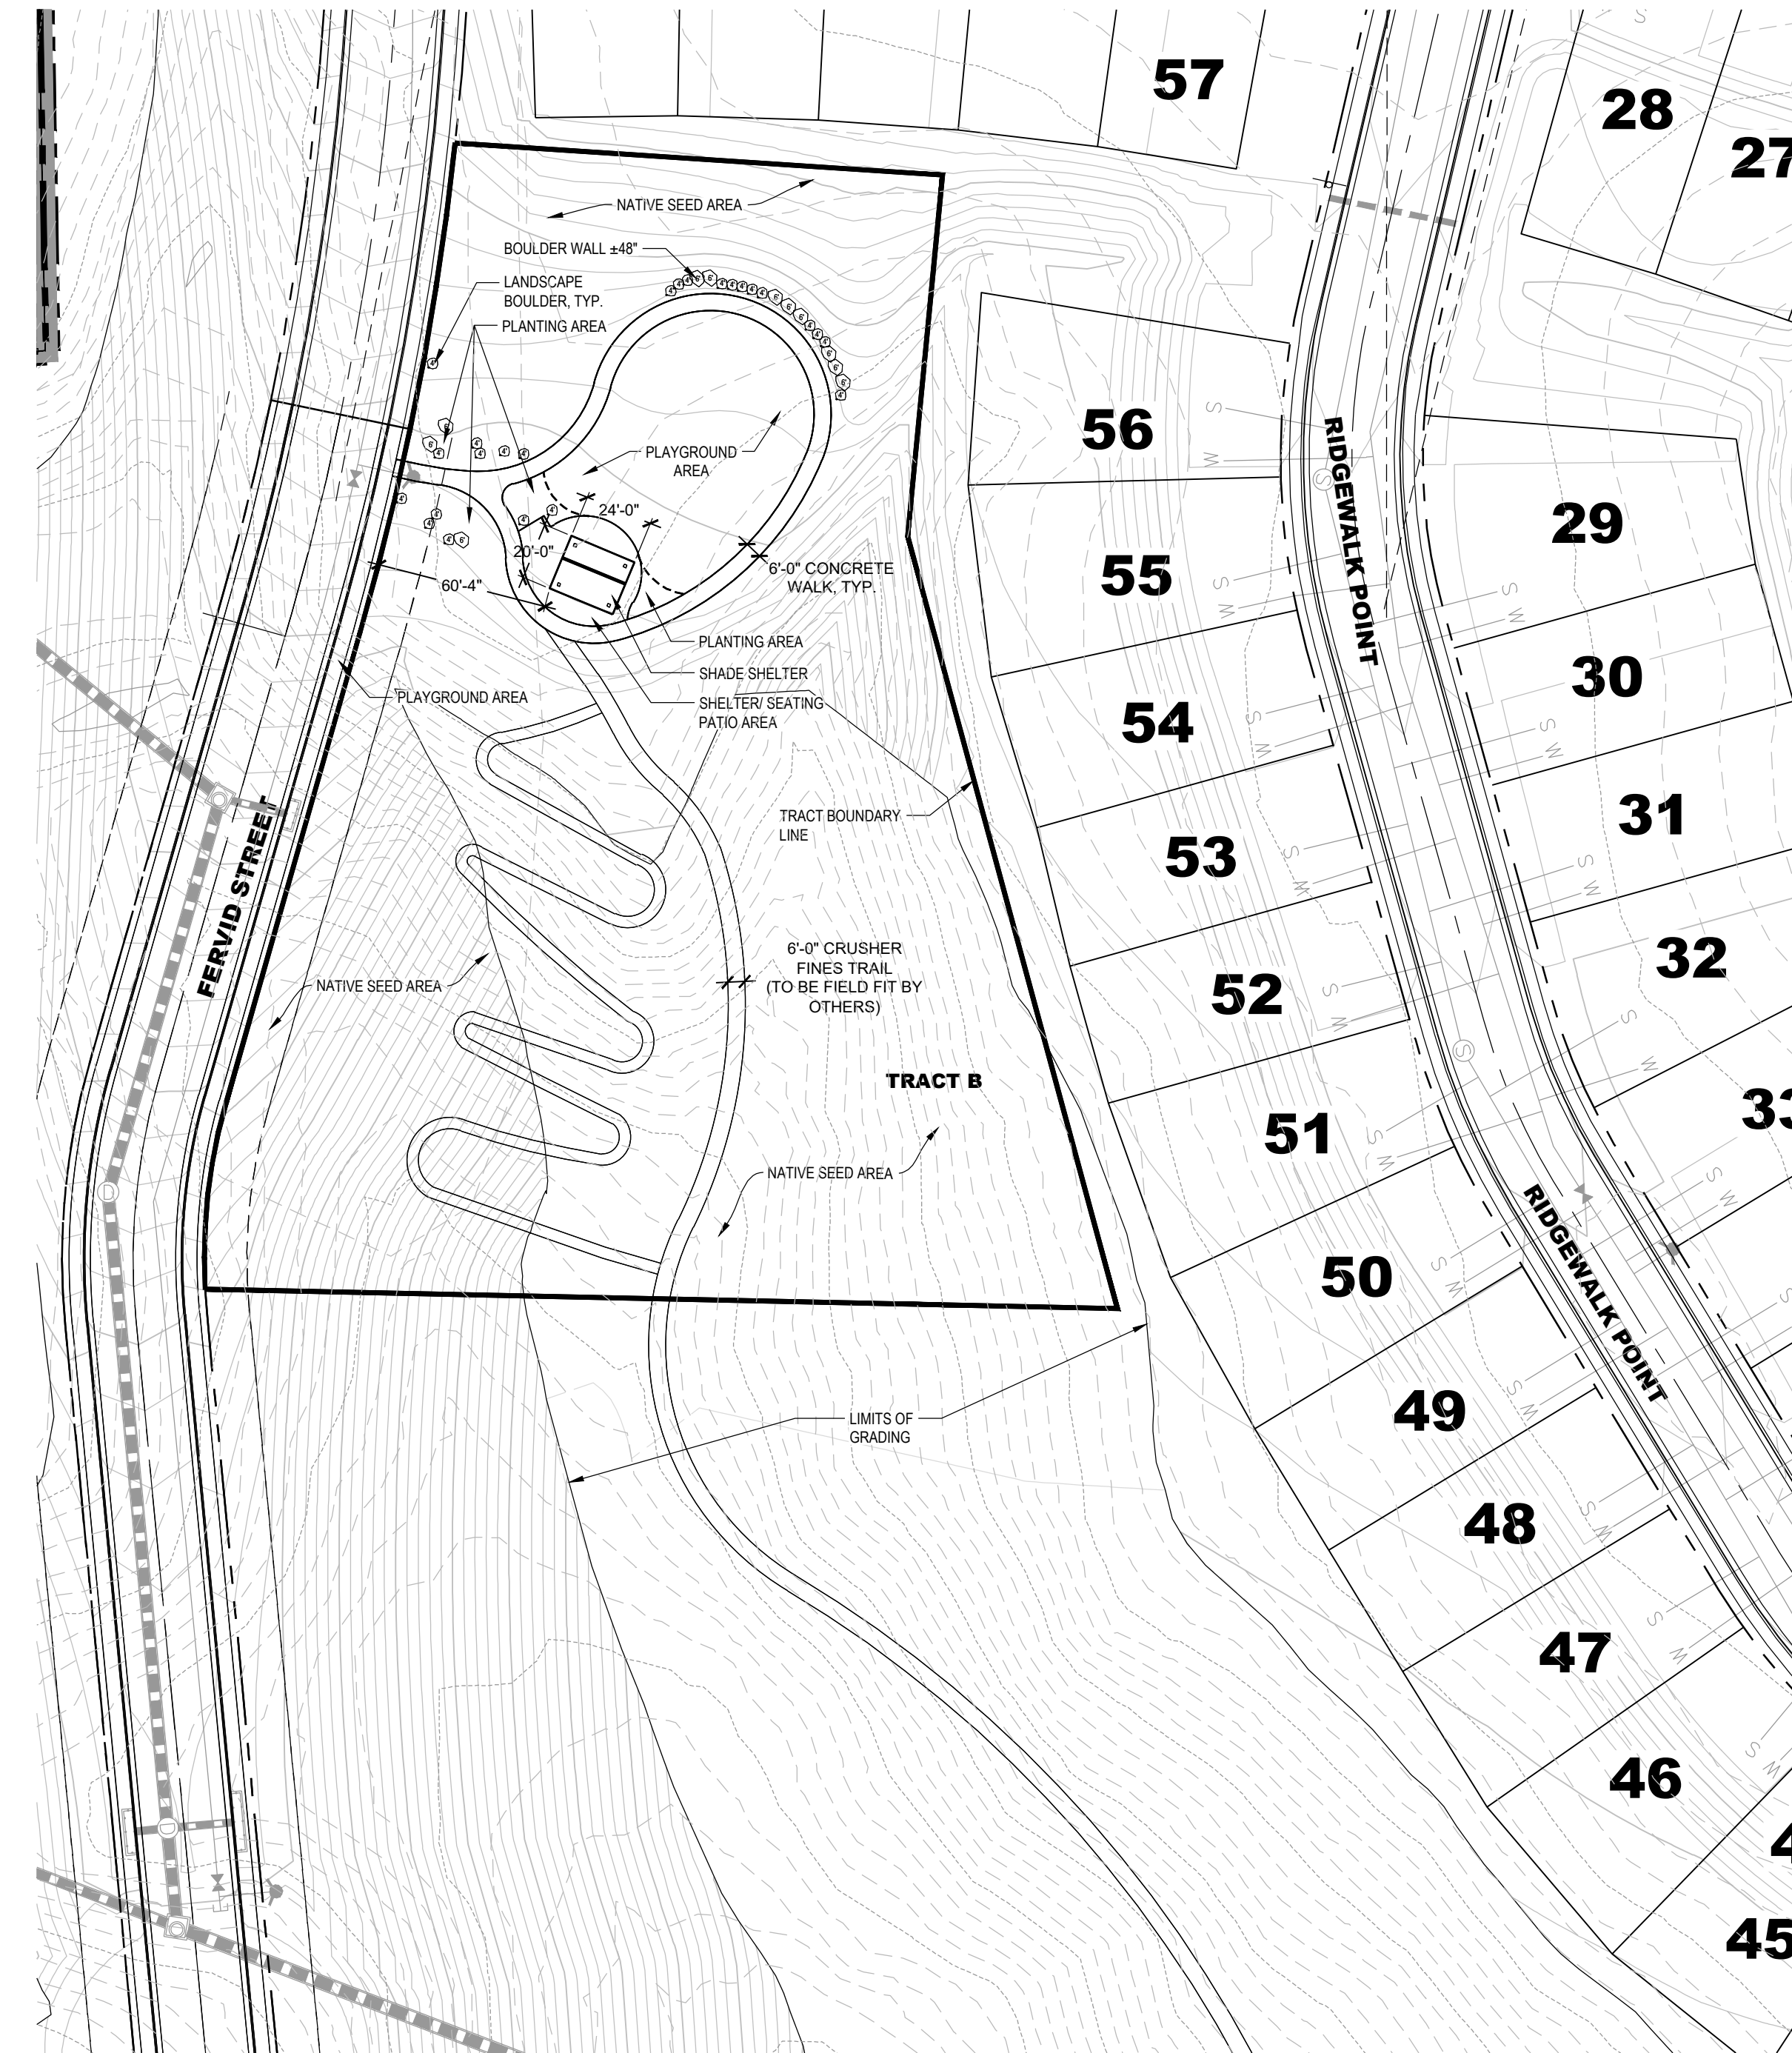 57
28
27
NATIVE SEED AREA
BOULDER WALL ±48"
LANDSCAPE
BOULDER, TYP.
PLANTING AREA
PLAYGROUND
AREA
24'-0"
20'-0"
60'-4"
6'-0" CONCRETE
WALK, TYP.
PLANTING AREA
SHADE SHELTER
SHELTER/ SEATING
PATIO AREA
PLAYGROUND AREA
TRACT BOUNDARY
LINE
FERVID STREET
NATIVE SEED AREA
6'-0" CRUSHER
FINES TRAIL
(TO BE FIELD FIT BY
OTHERS)
TRACT B
NATIVE SEED AREA
LIMITS OF
GRADING
56
RIDGEWALK POINT
29
55
30
54
31
53
32
52
33
51
RIDGEWALK POINT
50
49
48
47
46
45